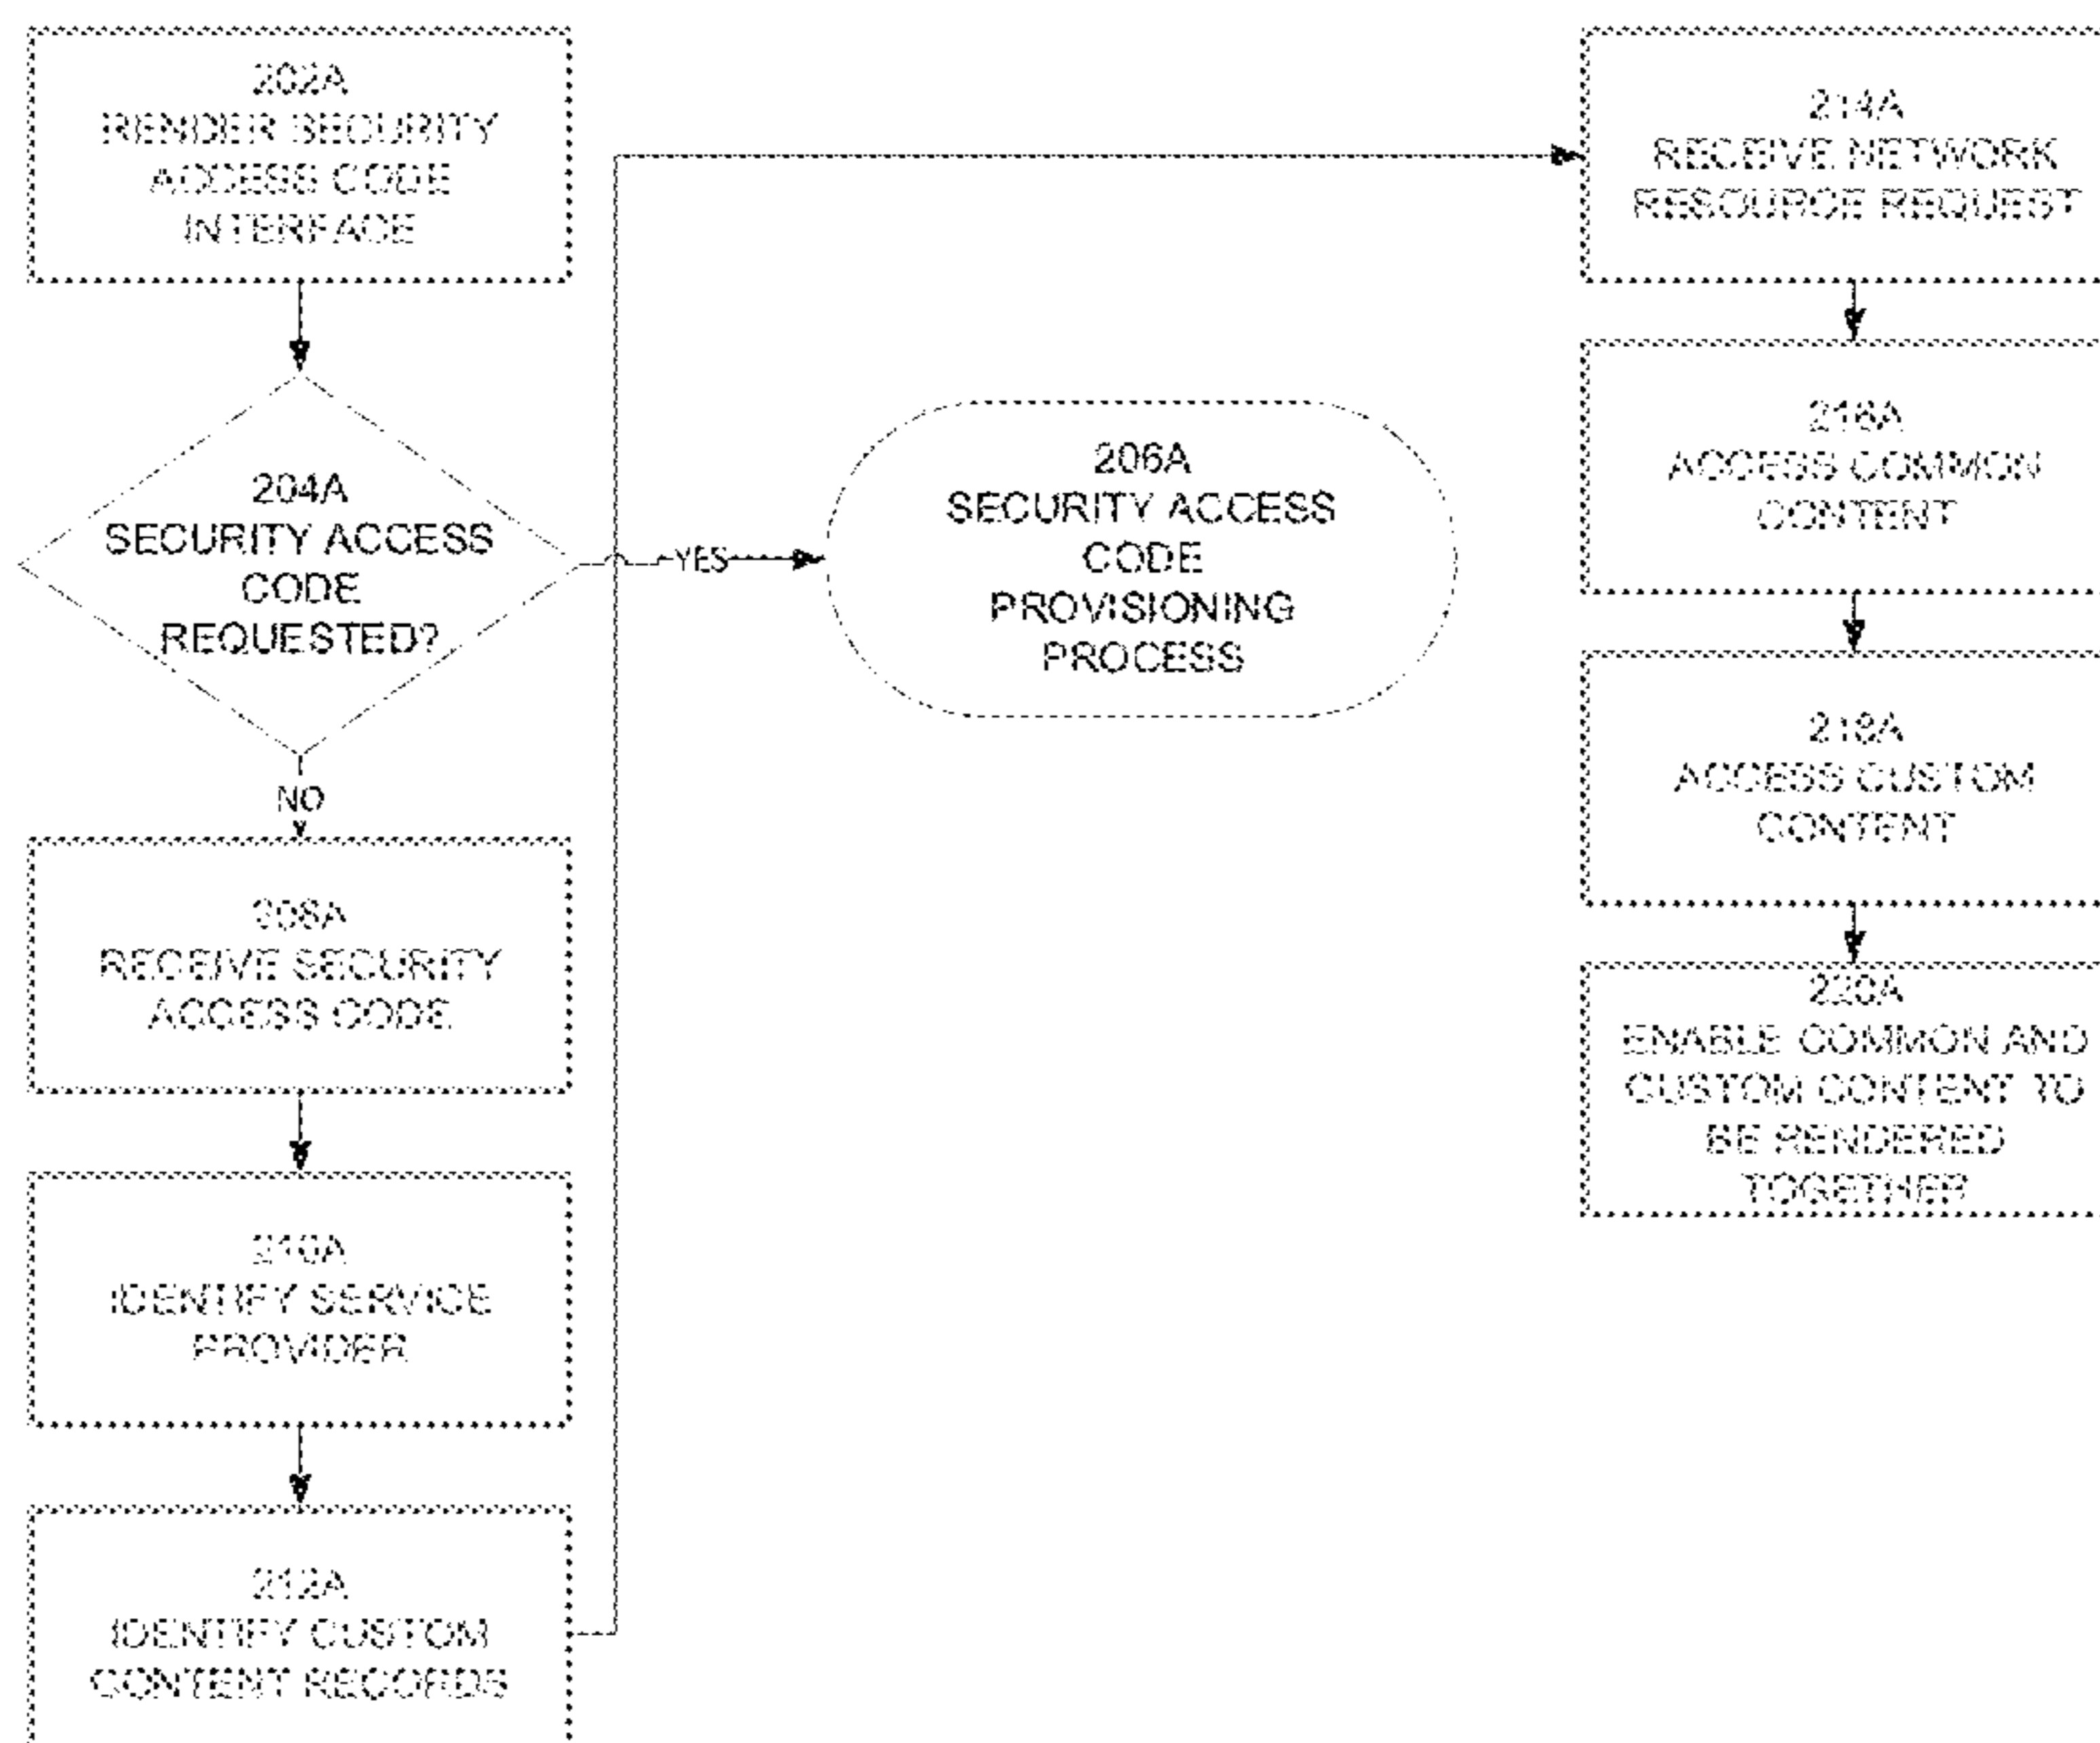 202A
RENDER SECURITY
ACCESS CODE
INTERFACE
204A
SECURITY ACCESS
CODE
REQUESTED?
YES
206A
SECURITY ACCESS
CODE
PROVISIONING
PROCESS
NO
208A
RECEIVE SECURITY
ACCESS CODE
210A
IDENTIFY SERVICE
PROVIDER
212A
IDENTIFY CUSTOM
CONTENT RECORDS
214A
RECEIVE NETWORK
RESOURCE REQUEST
216A
ACCESS COMMON
CONTENT
218A
ACCESS CUSTOM
CONTENT
220A
ENABLE COMMON AND
CUSTOM CONTENT TO
BE RENDERED
TOGETHER